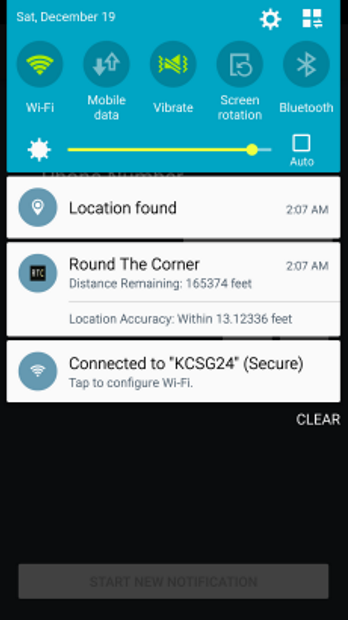 Sat, December 19
Wi-Fi
Mobile
data
Vibrate
Screen
rotation
Bluetooth
Auto
Phone Number
Location found
2:07 AM
RTC
Round The Corner
2:07 AM
Distance Remaining: 165374 feet
Location Accuracy: Within 13.12336 feet
Connected to "KCSG24" (Secure)
Tap to configure Wi-Fi.
CLEAR
START NEW NOTIFICATION